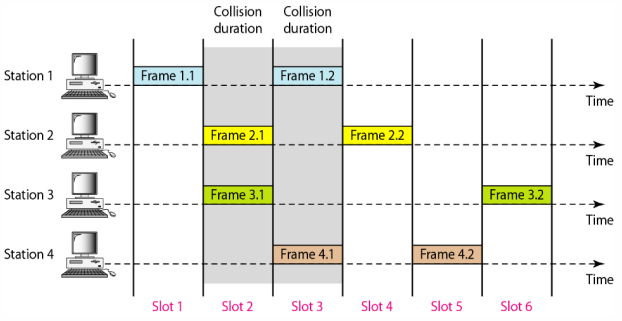 Collision duration
Collision duration
Station 1
Frame 1.1
Frame 1.2
Time
Station 2
Frame 2.1
Frame 2.2
Time
Station 3
Frame 3.1
Frame 3.2
Time
Station 4
Frame 4.1
Frame 4.2
Time
Slot 1
Slot 2
Slot 3
Slot 4
Slot 5
Slot 6